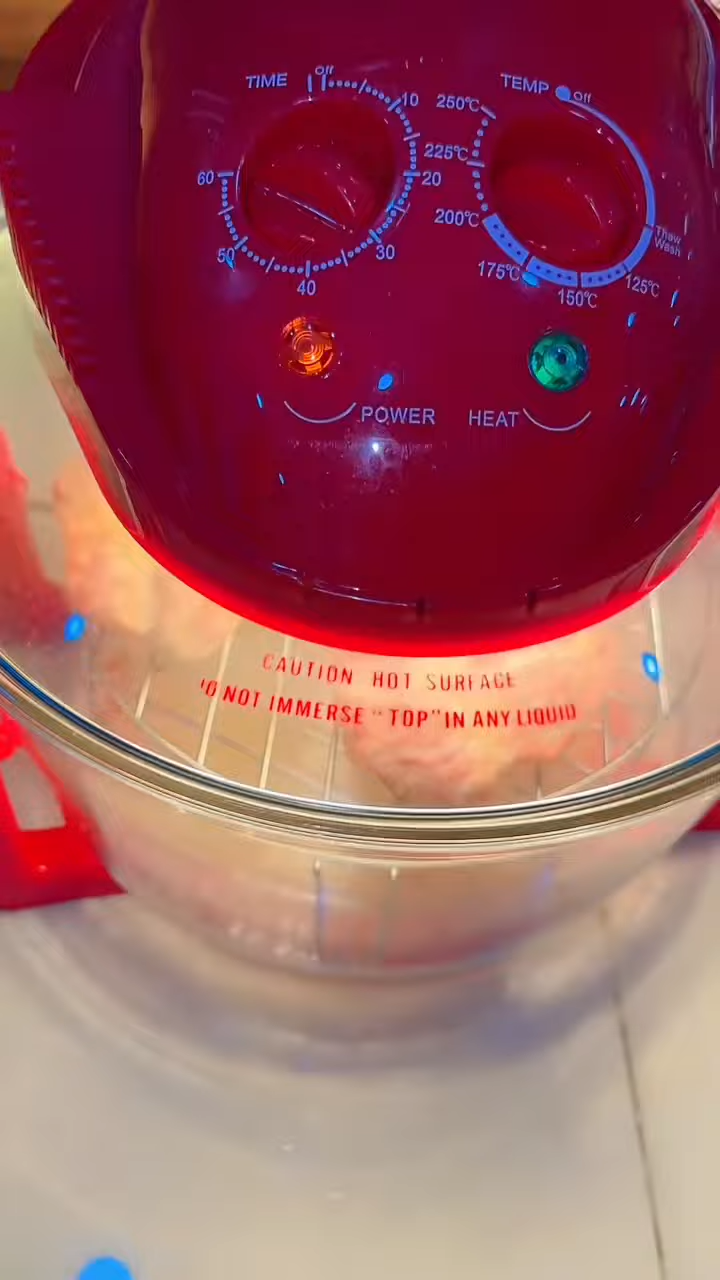 TIME Off
10
20
30
40
50
60
TEMP Off
250°C
225°C
200°C
175°C
150°C
125°C
Thaw
Wash
POWER
HEAT
CAUTION HOT SURFACE
DO NOT IMMERSE "TOP" IN ANY LIQUID